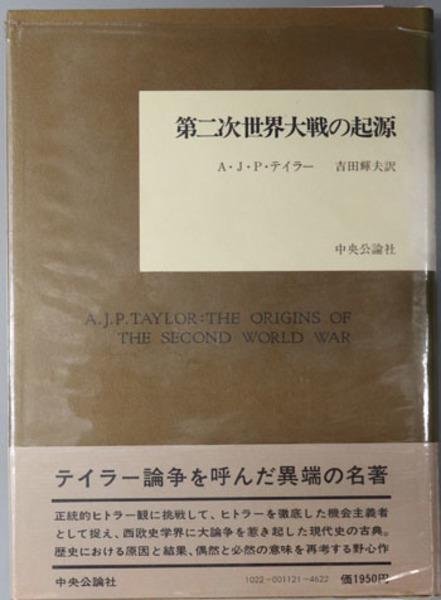 第二次世界大戦の起源
A・J・P・テイラー 吉田輝夫訳
中央公論社
A.J.P.TAYLOR:THE ORIGINS OF
THE SECOND WORLD WAR
テイラー論争を呼んだ異端の名著
正統的ヒトラー観に挑戦して、ヒトラーを徹底した機会主義者
として捉え、西欧史学界に大論争を惹き起した現代史の古典。
歴史における原因と結果、偶然と必然の意味を再考する野心作
中央公論社 1022-001121-4622 価1950円